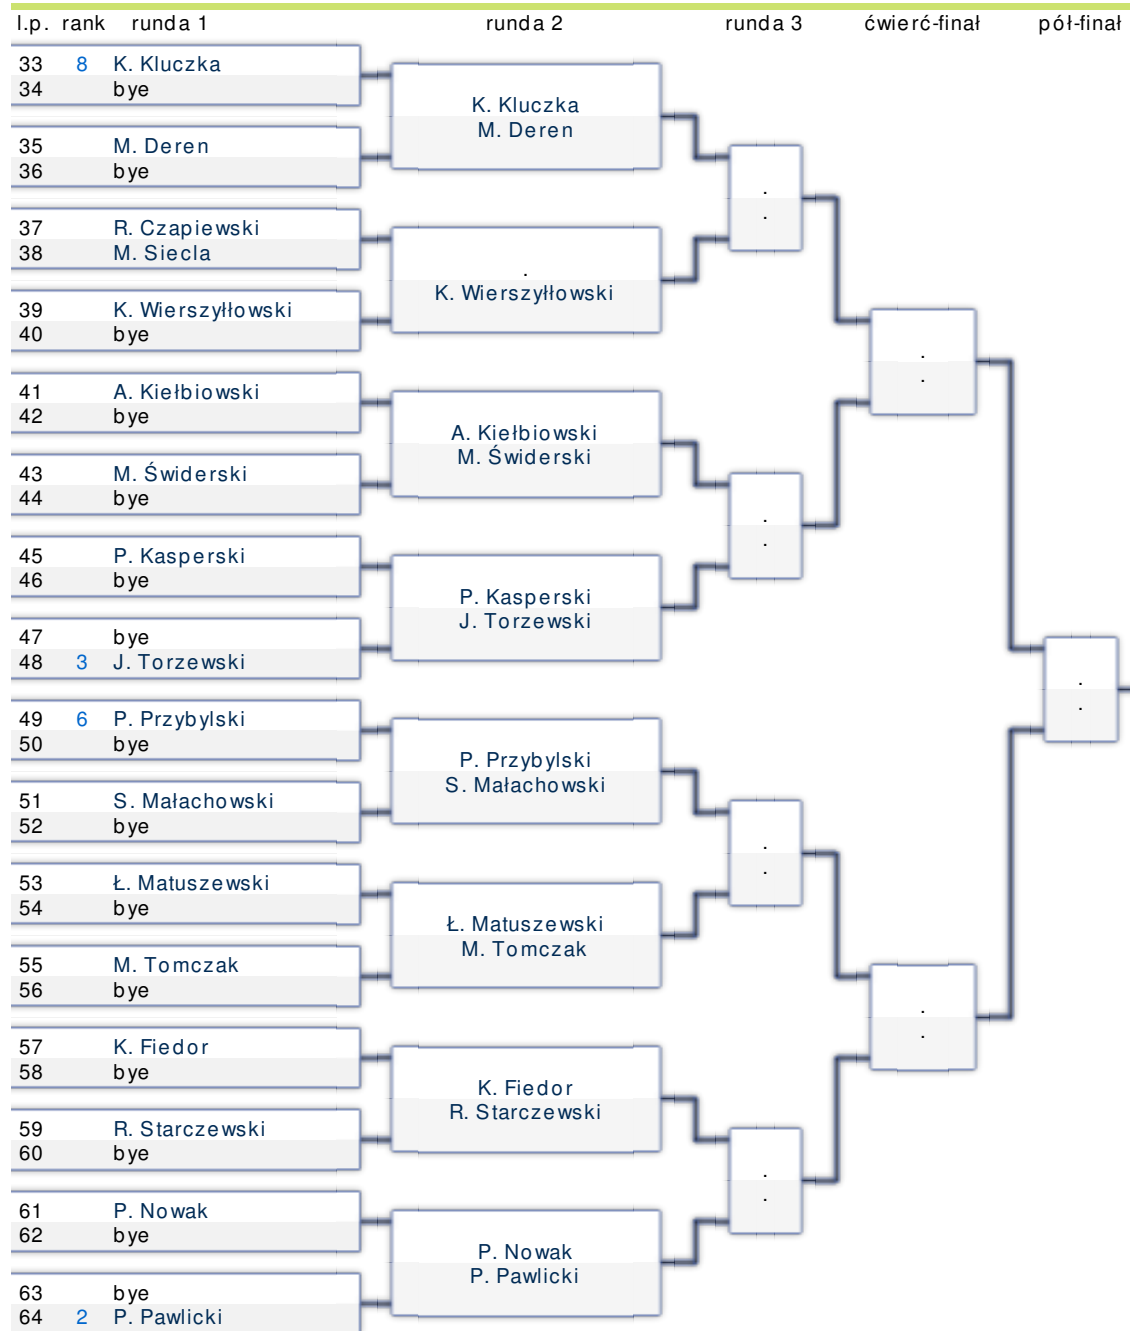 l.p. rank runda 1 runda 2 runda 3 ćwierć-finał pół-finał
33 8 K. Kluczka
34 bye
K. Kluczka
M. Deren
35 M. Deren
36 bye
.
.
37 R. Czapiewski
38 M. Siecla
.
K. Wierszyłłowski
39 K. Wierszyłłowski
40 bye
.
.
41 A. Kiełbiowski
42 bye
A. Kiełbiowski
M. Świderski
43 M. Świderski
44 bye
.
.
45 P. Kasperski
46 bye
P. Kasperski
J. Torzewski
47 bye
48 3 J. Torzewski
.
.
49 6 P. Przybylski
50 bye
P. Przybylski
S. Małachowski
51 S. Małachowski
52 bye
.
.
53 Ł. Matuszewski
54 bye
Ł. Matuszewski
M. Tomczak
55 M. Tomczak
56 bye
.
.
57 K. Fiedor
58 bye
K. Fiedor
R. Starczewski
59 R. Starczewski
60 bye
.
.
61 P. Nowak
62 bye
P. Nowak
P. Pawlicki
63 bye
64 2 P. Pawlicki